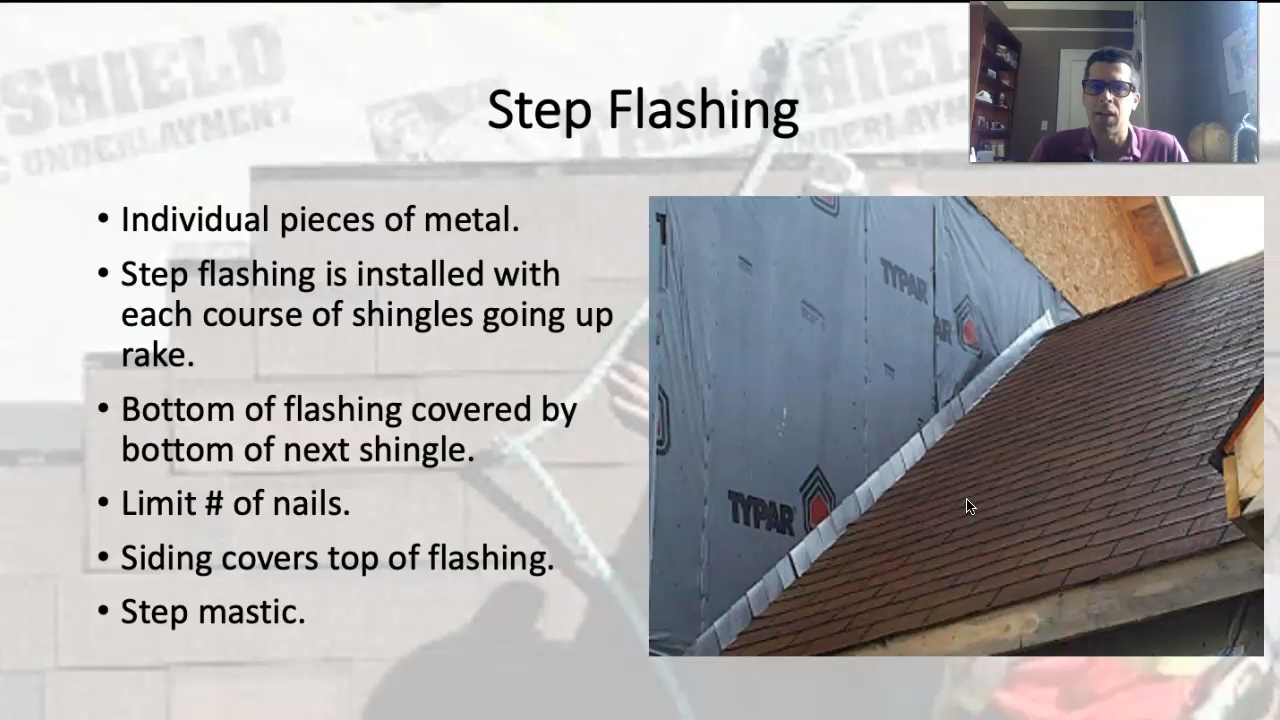 SHIELD
UNDERLAYMENT
Step Flashing
• Individual pieces of metal.
• Step flashing is installed with
each course of shingles going up
rake.
• Bottom of flashing covered by
bottom of next shingle.
• Limit # of nails.
• Siding covers top of flashing.
• Step mastic.
TYPAR
AR
TYPAR